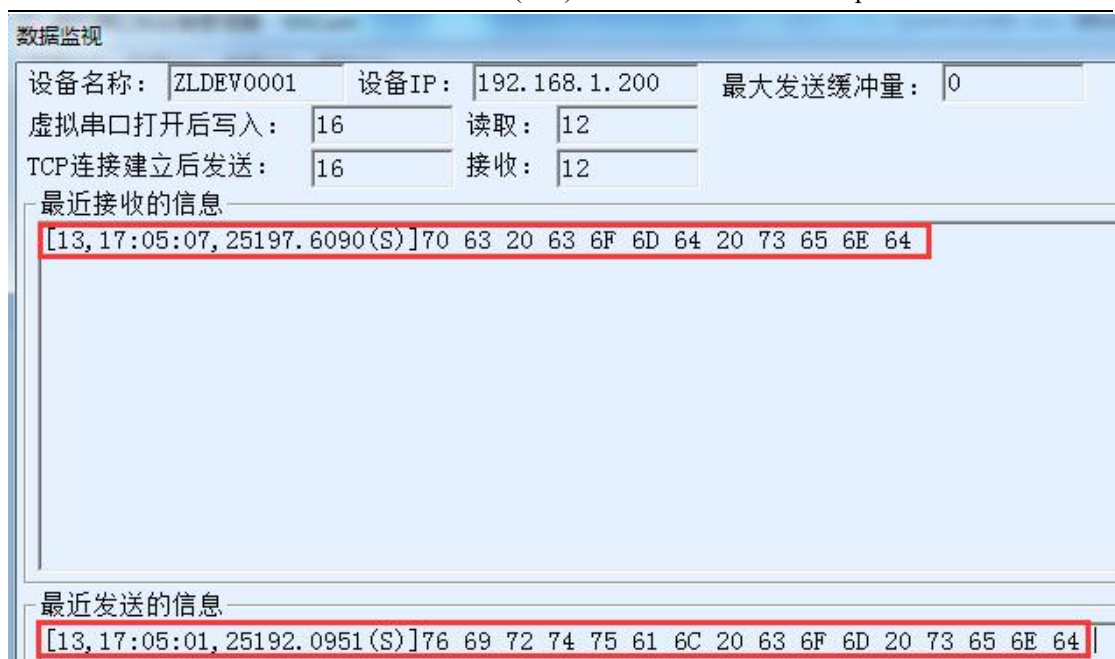 数据监视
设备名称： ZLDEV0001 设备IP： 192.168.1.200 最大发送缓冲量： 0
虚拟串口打开后写入： 16 读取： 12
TCP连接建立后发送： 16 接收： 12
最近接收的信息
[13,17:05:07,25197.6090(S)]70 63 20 63 6F 6D 64 20 73 65 6E 64
最近发送的信息
[13,17:05:01,25192.0951(S)]76 69 72 74 75 61 6C 20 63 6F 6D 20 73 65 6E 64